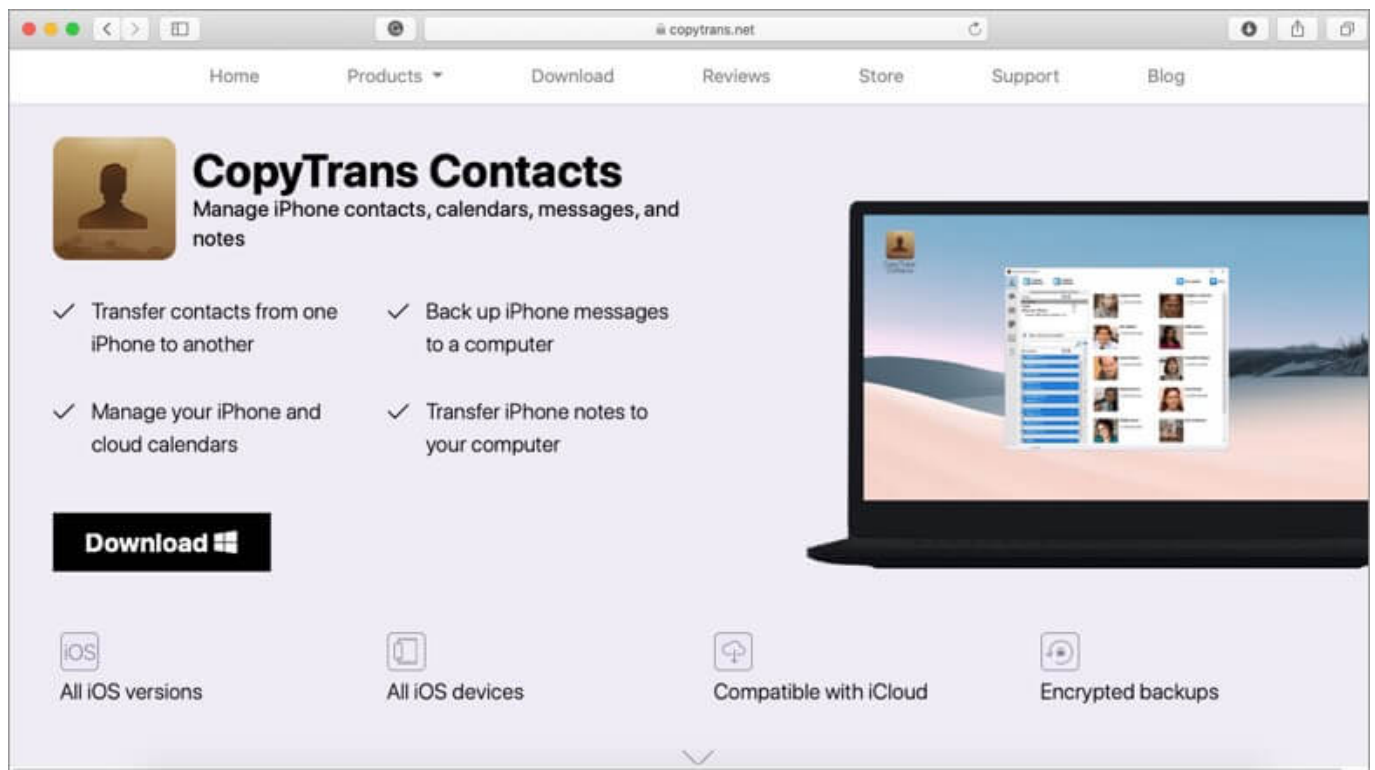 copytrans.net
Home Products Download Reviews Store Support Blog
CopyTrans Contacts
Manage iPhone contacts, calendars, messages, and
notes
Transfer contacts from one
iPhone to another
Back up iPhone messages
to a computer
Manage your iPhone and
cloud calendars
Transfer iPhone notes to
your computer
Download
iOS
All iOS versions
All iOS devices
Compatible with iCloud
Encrypted backups